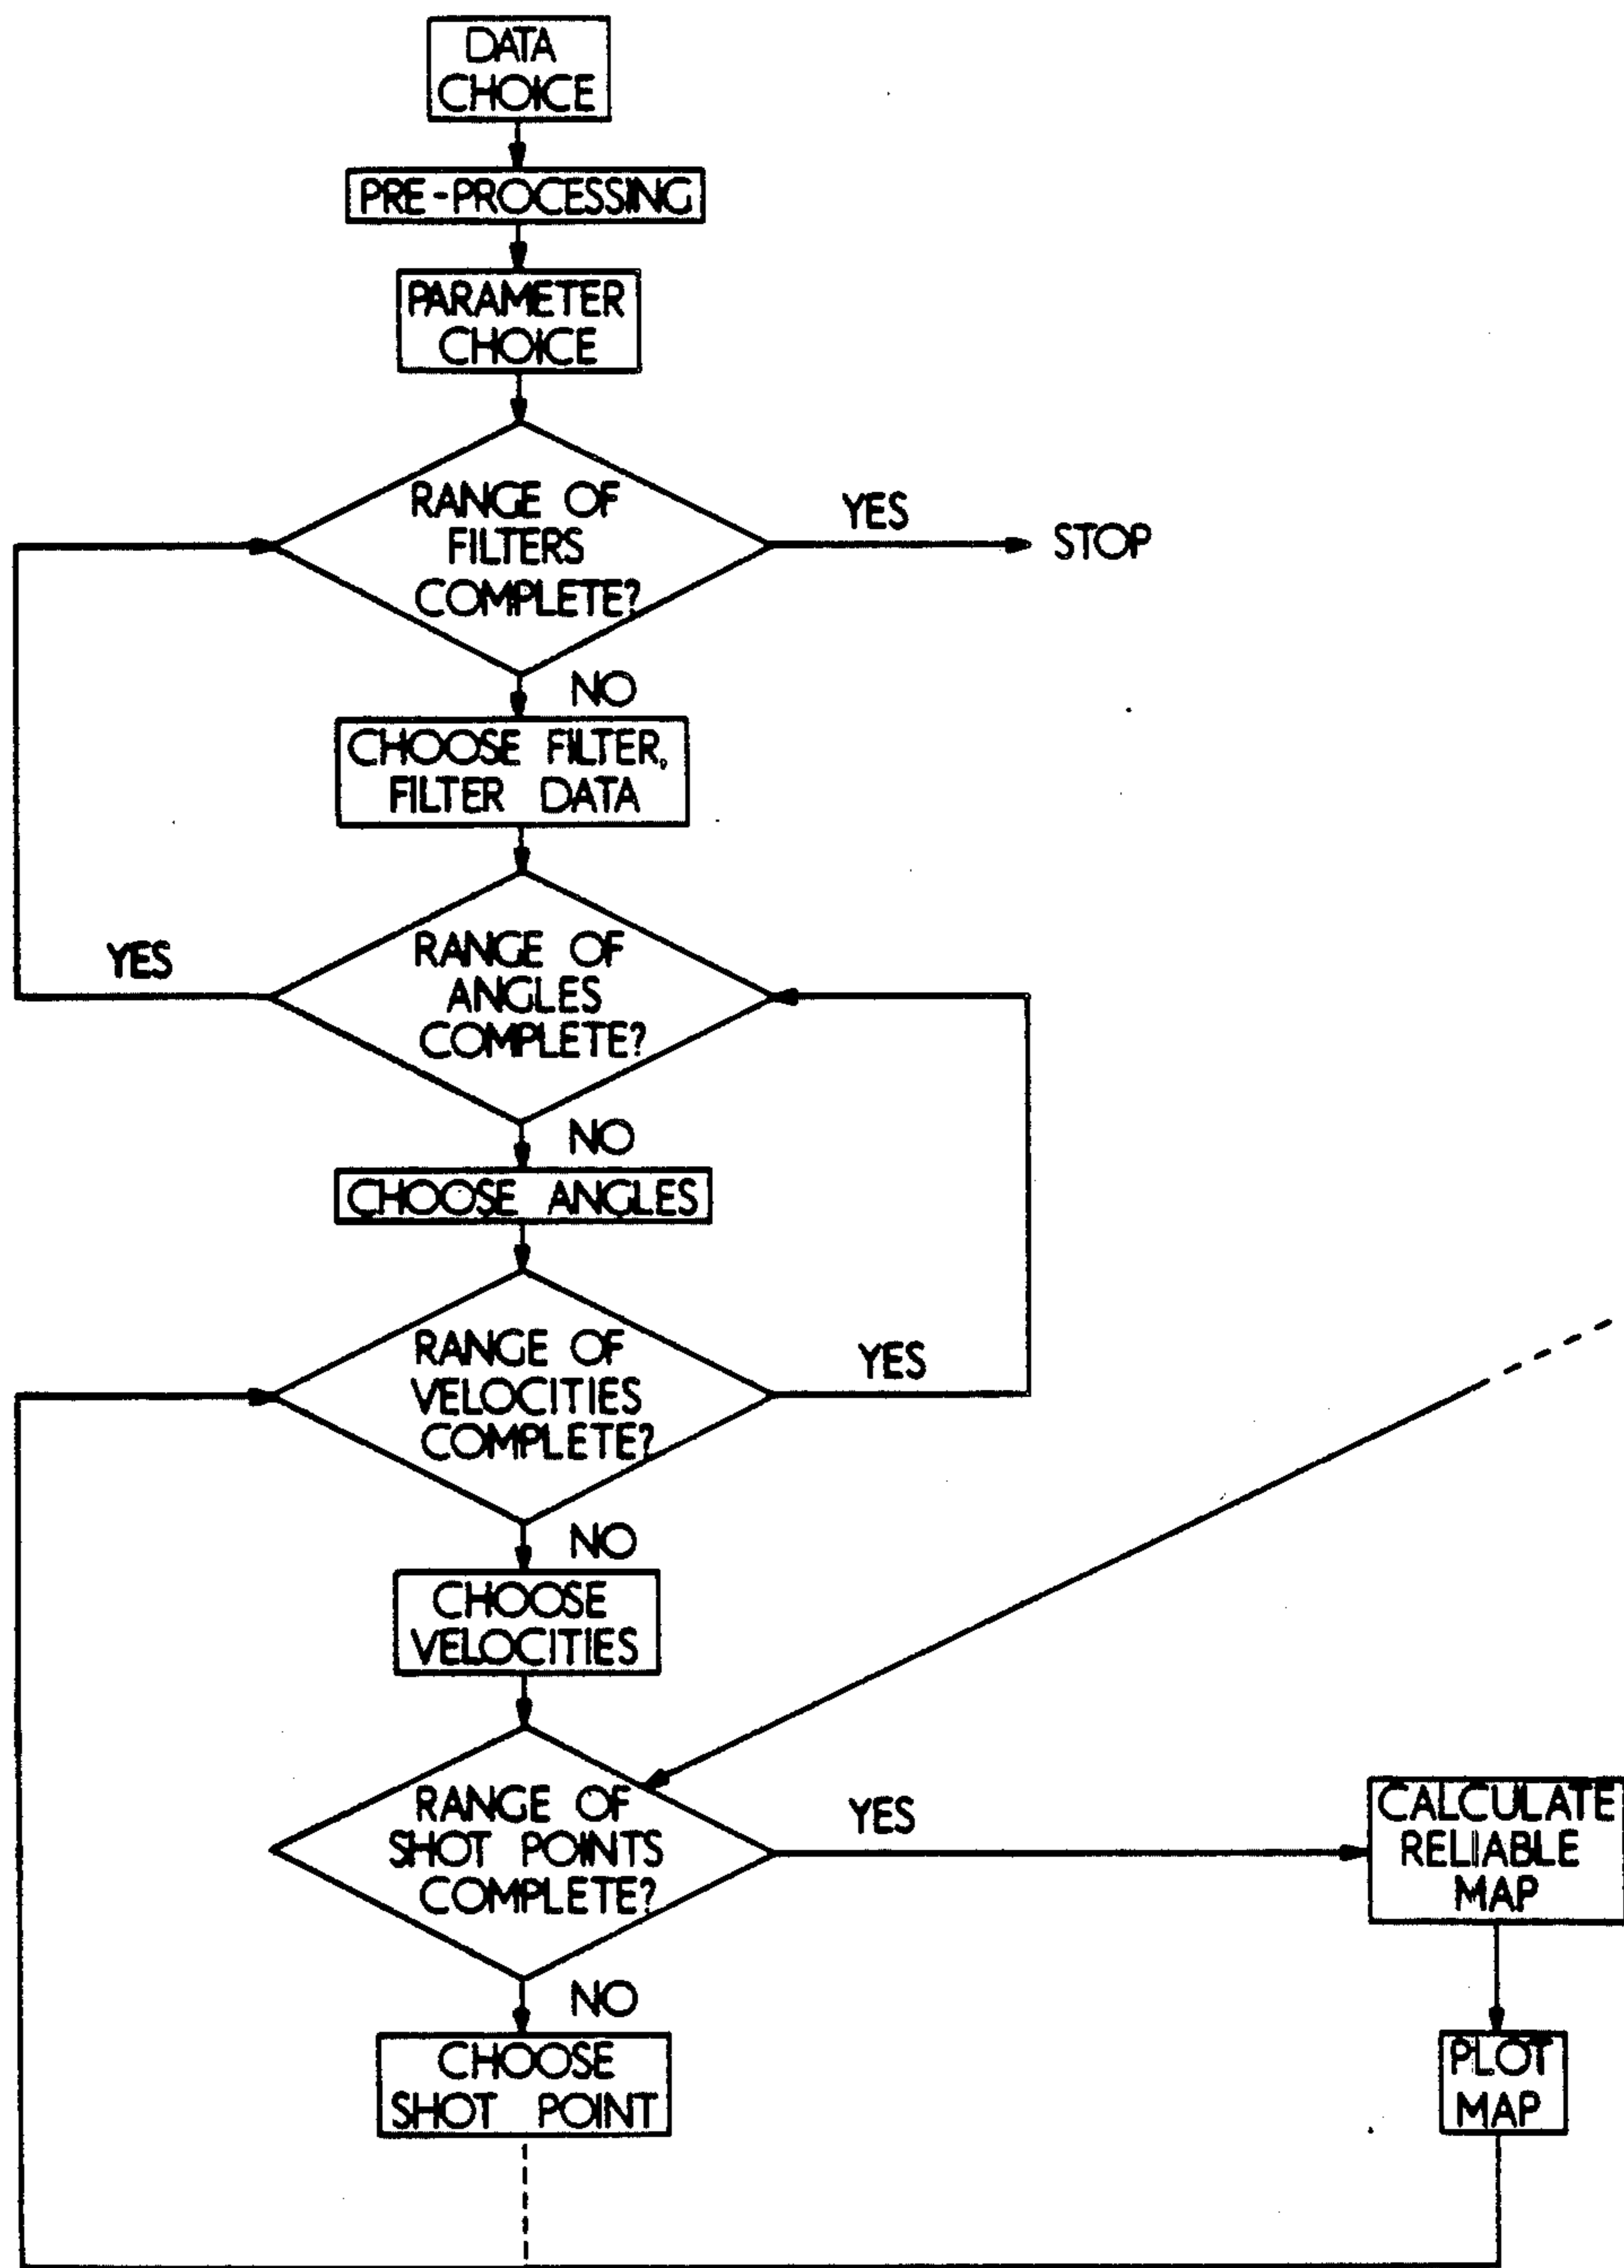 DATA
CHOICE
PRE-PROCESSING
PARAMETER
CHOICE
RANGE OF
FILTERS
COMPLETE?
YES
STOP
NO
CHOOSE FILTER,
FILTER DATA
RANGE OF
ANGLES
COMPLETE?
YES
NO
CHOOSE ANGLES
RANGE OF
VELOCITIES
COMPLETE?
YES
NO
CHOOSE
VELOCITIES
RANGE OF
SHOT POINTS
COMPLETE?
YES
CALCULATE
RELIABLE
MAP
NO
CHOOSE
SHOT POINT
PLOT
MAP